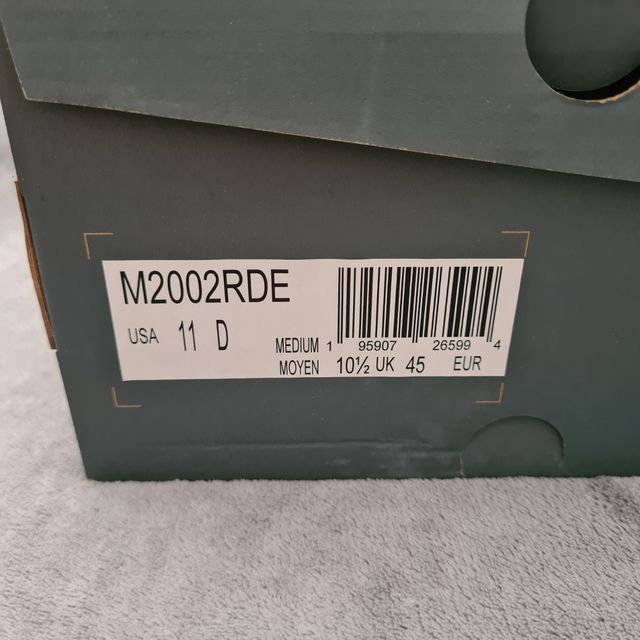 M2002RDE
USA 11 D
MEDIUM 1 95907 26599 4
MOYEN 10½ UK 45 EUR